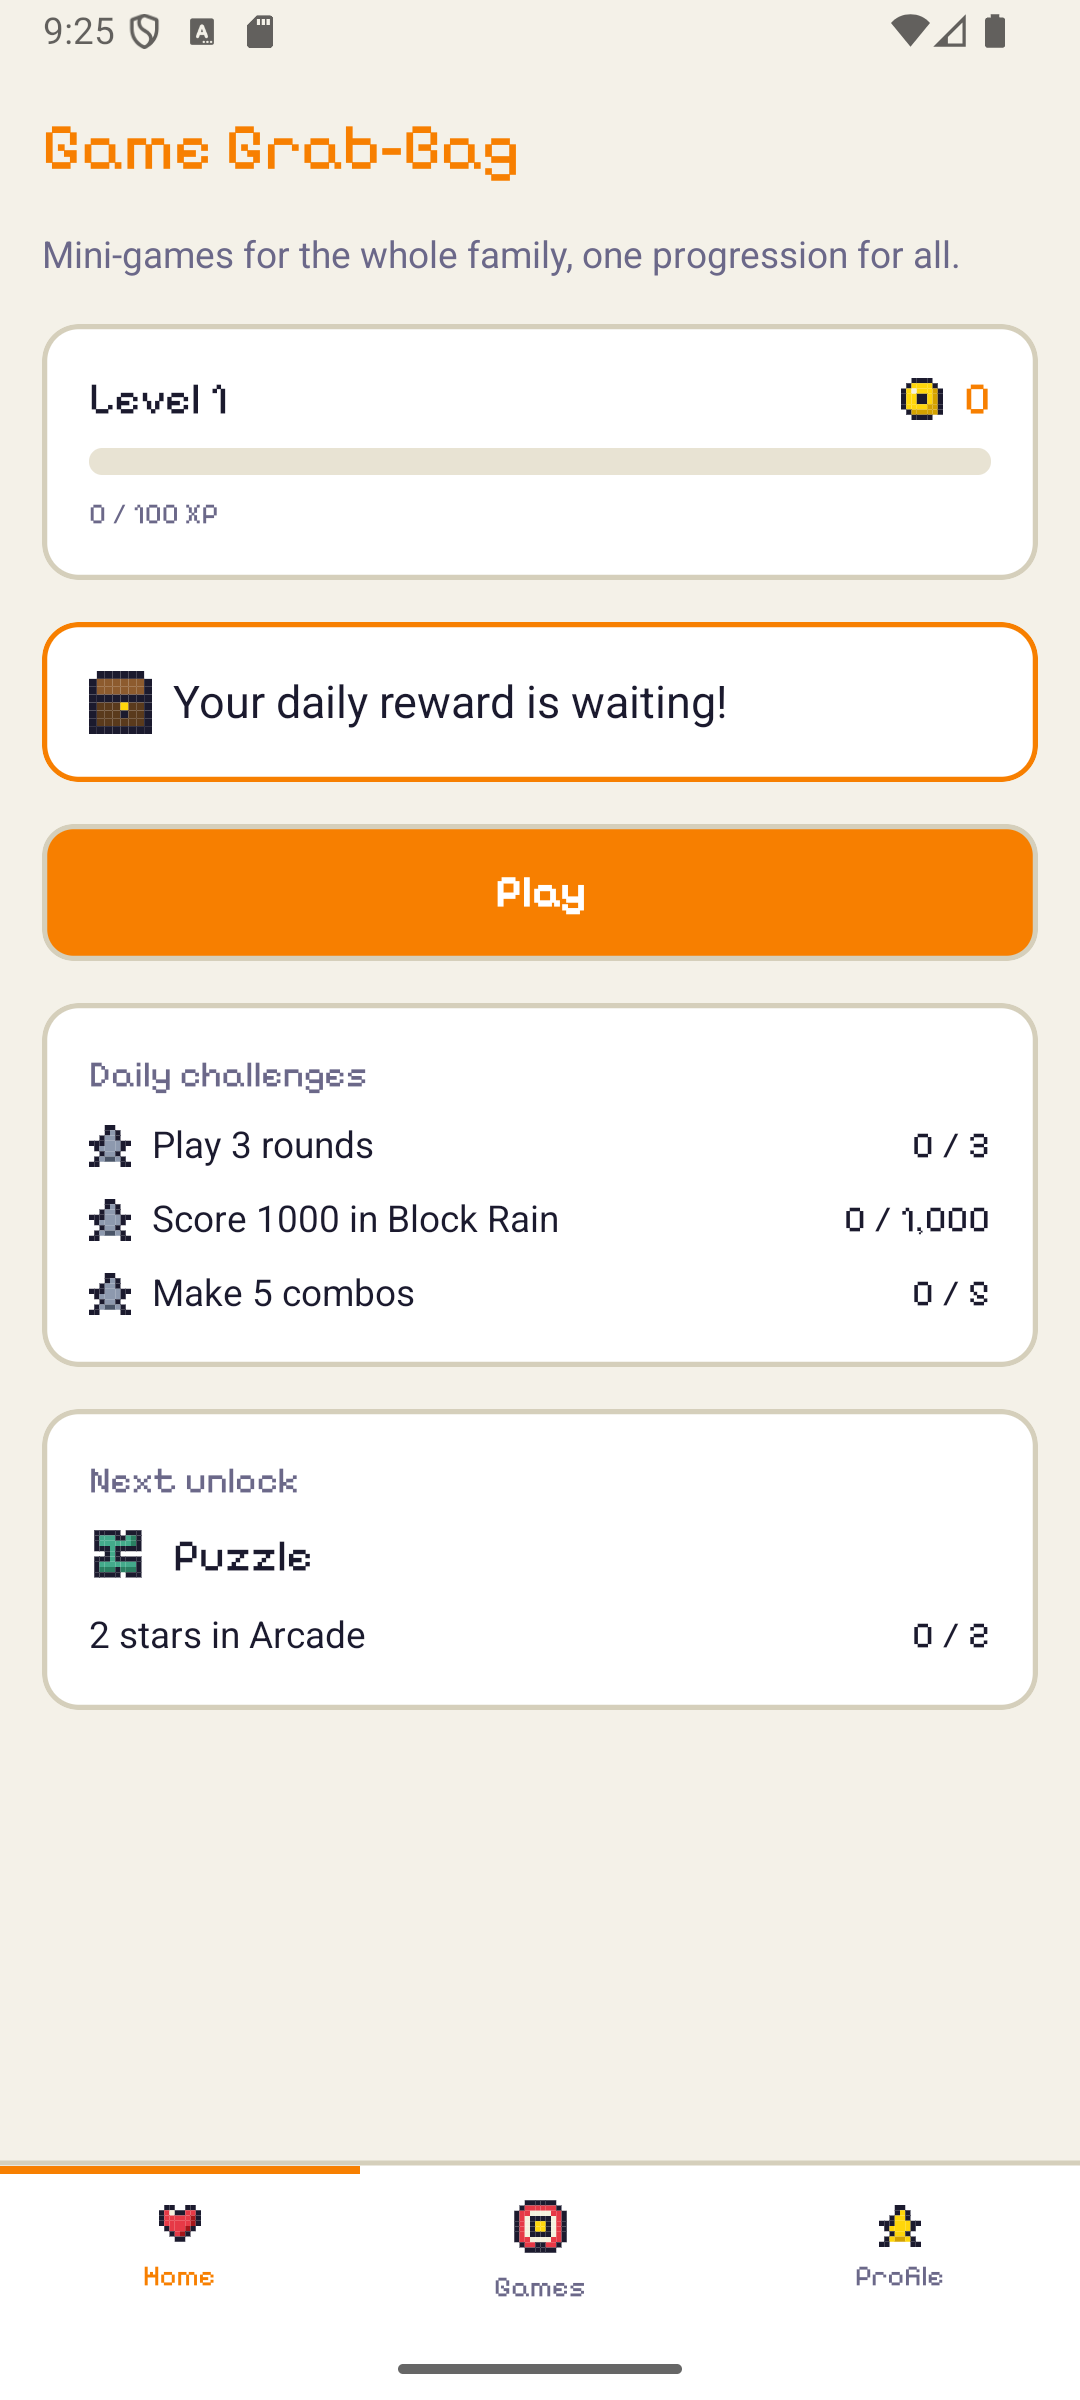 9:25
Game Grab-Bag
Mini-games for the whole family, one progression for all.
Level 1 0
0 / 100 XP
Your daily reward is waiting!
Play
Daily challenges
Play 3 rounds 0 / 3
Score 1000 in Block Rain 0 / 1,000
Make 5 combos 0 / 5
Next unlock
Puzzle
2 stars in Arcade 0 / 2
Home Games Profile